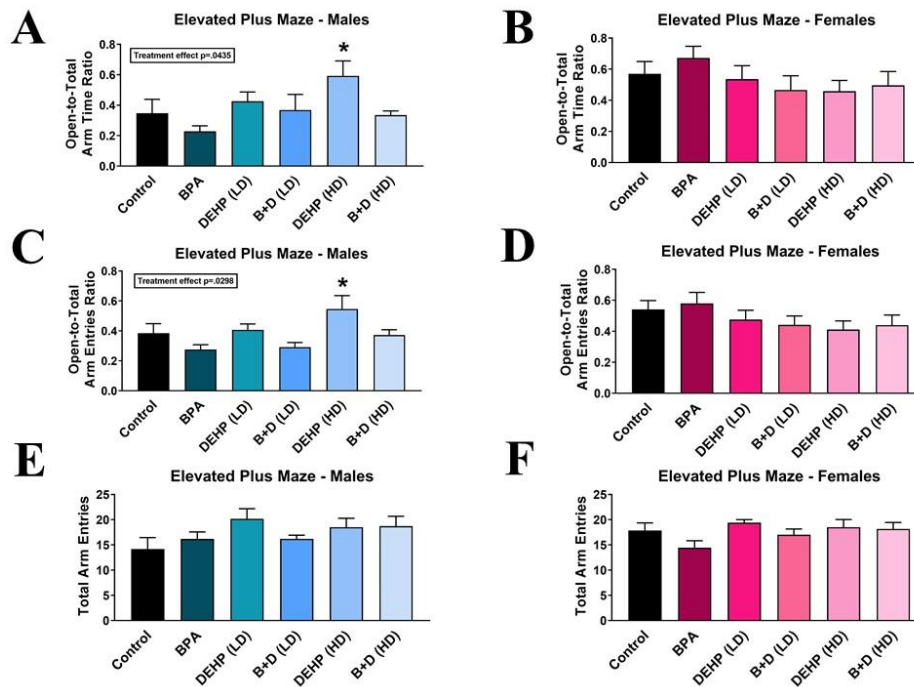 A
Elevated Plus Maze - Males
Treatment effect p=.0435
*
Open-to-Total
Arm Time Ratio
0.8
0.6
0.4
0.2
0.0
Control
BPA
DEHP (LD)
B+D (LD)
DEHP (HD)
B+D (HD)
B
Elevated Plus Maze - Females
Open-to-Total
Arm Time Ratio
0.8
0.6
0.4
0.2
0.0
Control
BPA
DEHP (LD)
B+D (LD)
DEHP (HD)
B+D (HD)
C
Elevated Plus Maze - Males
Treatment effect p=.0298
*
Open-to-Total
Arm Entries Ratio
0.8
0.6
0.4
0.2
0.0
Control
BPA
DEHP (LD)
B+D (LD)
DEHP (HD)
B+D (HD)
D
Elevated Plus Maze - Females
Open-to-Total
Arm Entries Ratio
0.8
0.6
0.4
0.2
0.0
Control
BPA
DEHP (LD)
B+D (LD)
DEHP (HD)
B+D (HD)
E
Elevated Plus Maze - Males
Total Arm Entries
25
20
15
10
5
0
Control
BPA
DEHP (LD)
B+D (LD)
DEHP (HD)
B+D (HD)
F
Elevated Plus Maze - Females
Total Arm Entries
25
20
15
10
5
0
Control
BPA
DEHP (LD)
B+D (LD)
DEHP (HD)
B+D (HD)